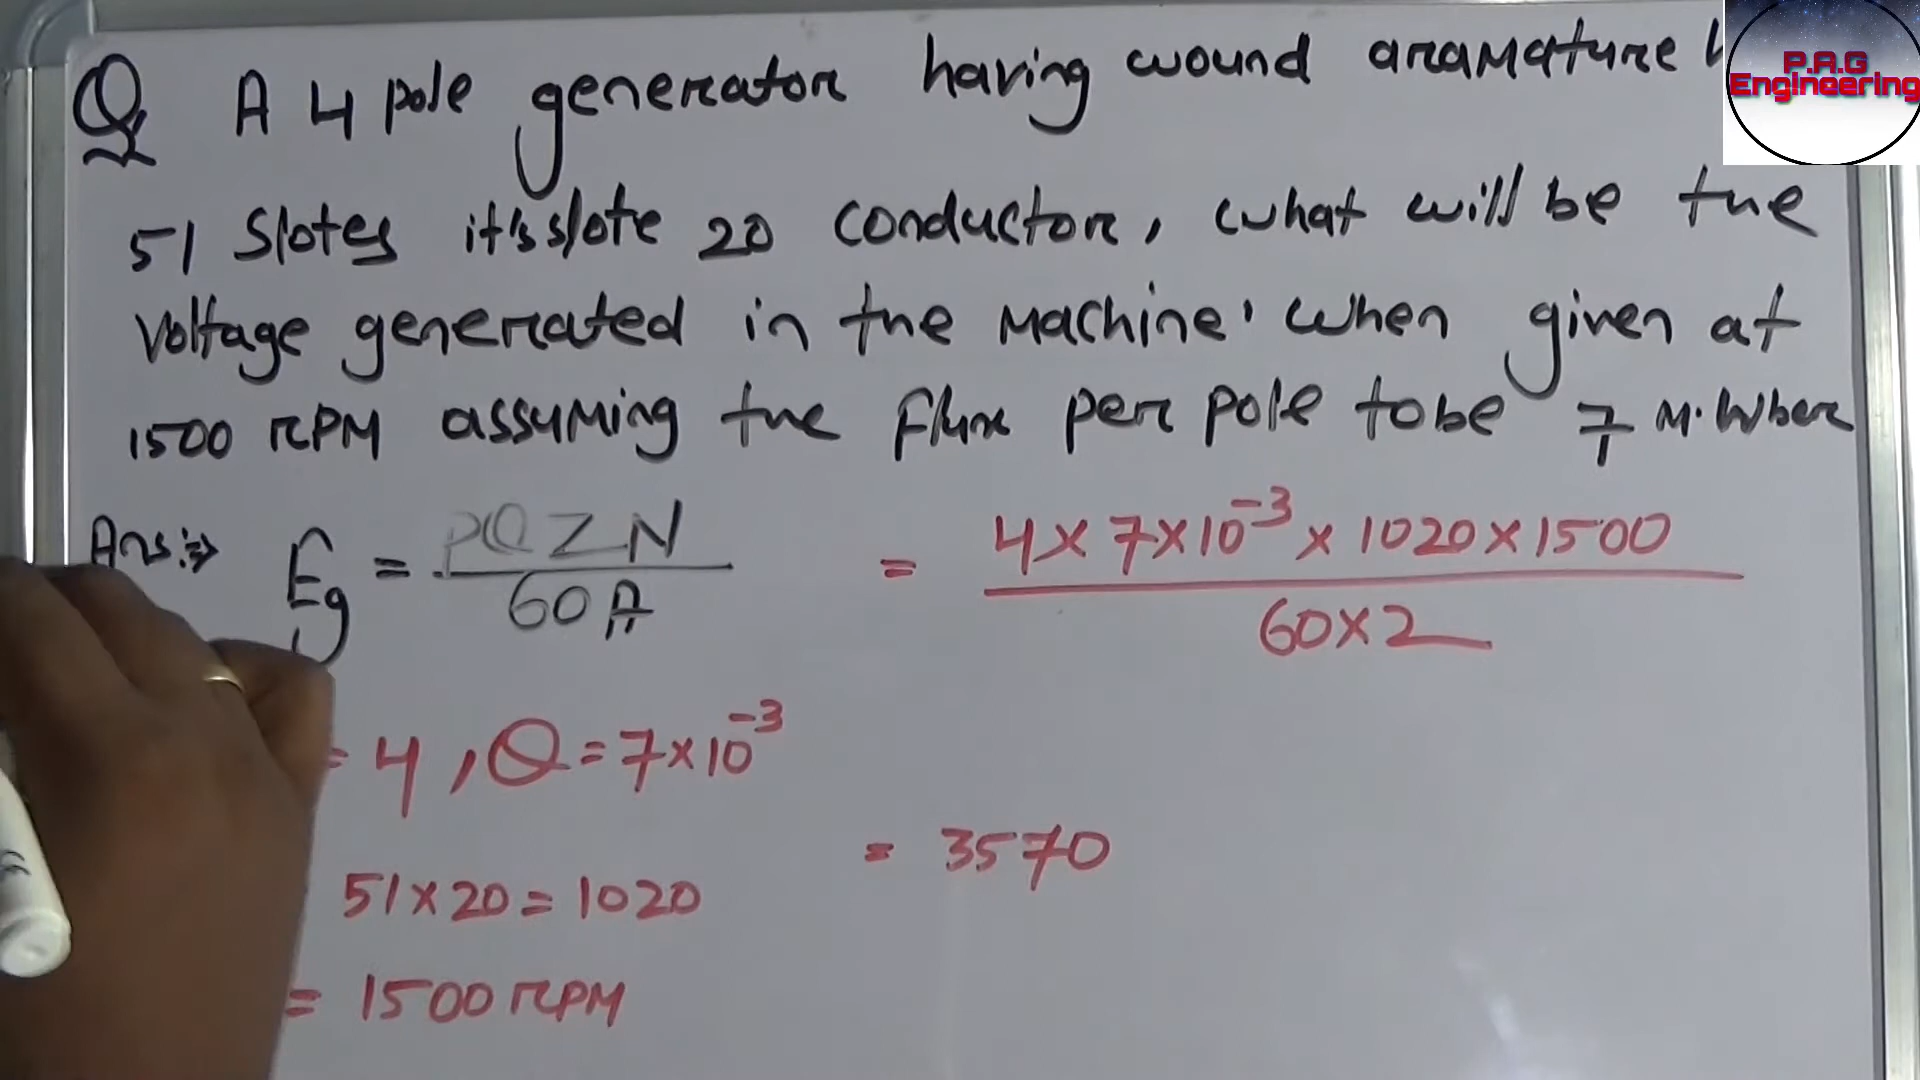 Q A 4 pole generator having wound aramature
P.A.G
Engineering
51 Slotes it's slote 20 conductor, what will be the
voltage generated in the Machine. When given at
1500 RPM assuming the flux per pole to be 7 M.Wber
Ans:⇒ Eg = PØZN / 60A = 4×7×10⁻³×1020×1500 / 60×2
= 4, Ø = 7×10⁻³
= 3570
51×20 = 1020
= 1500 RPM